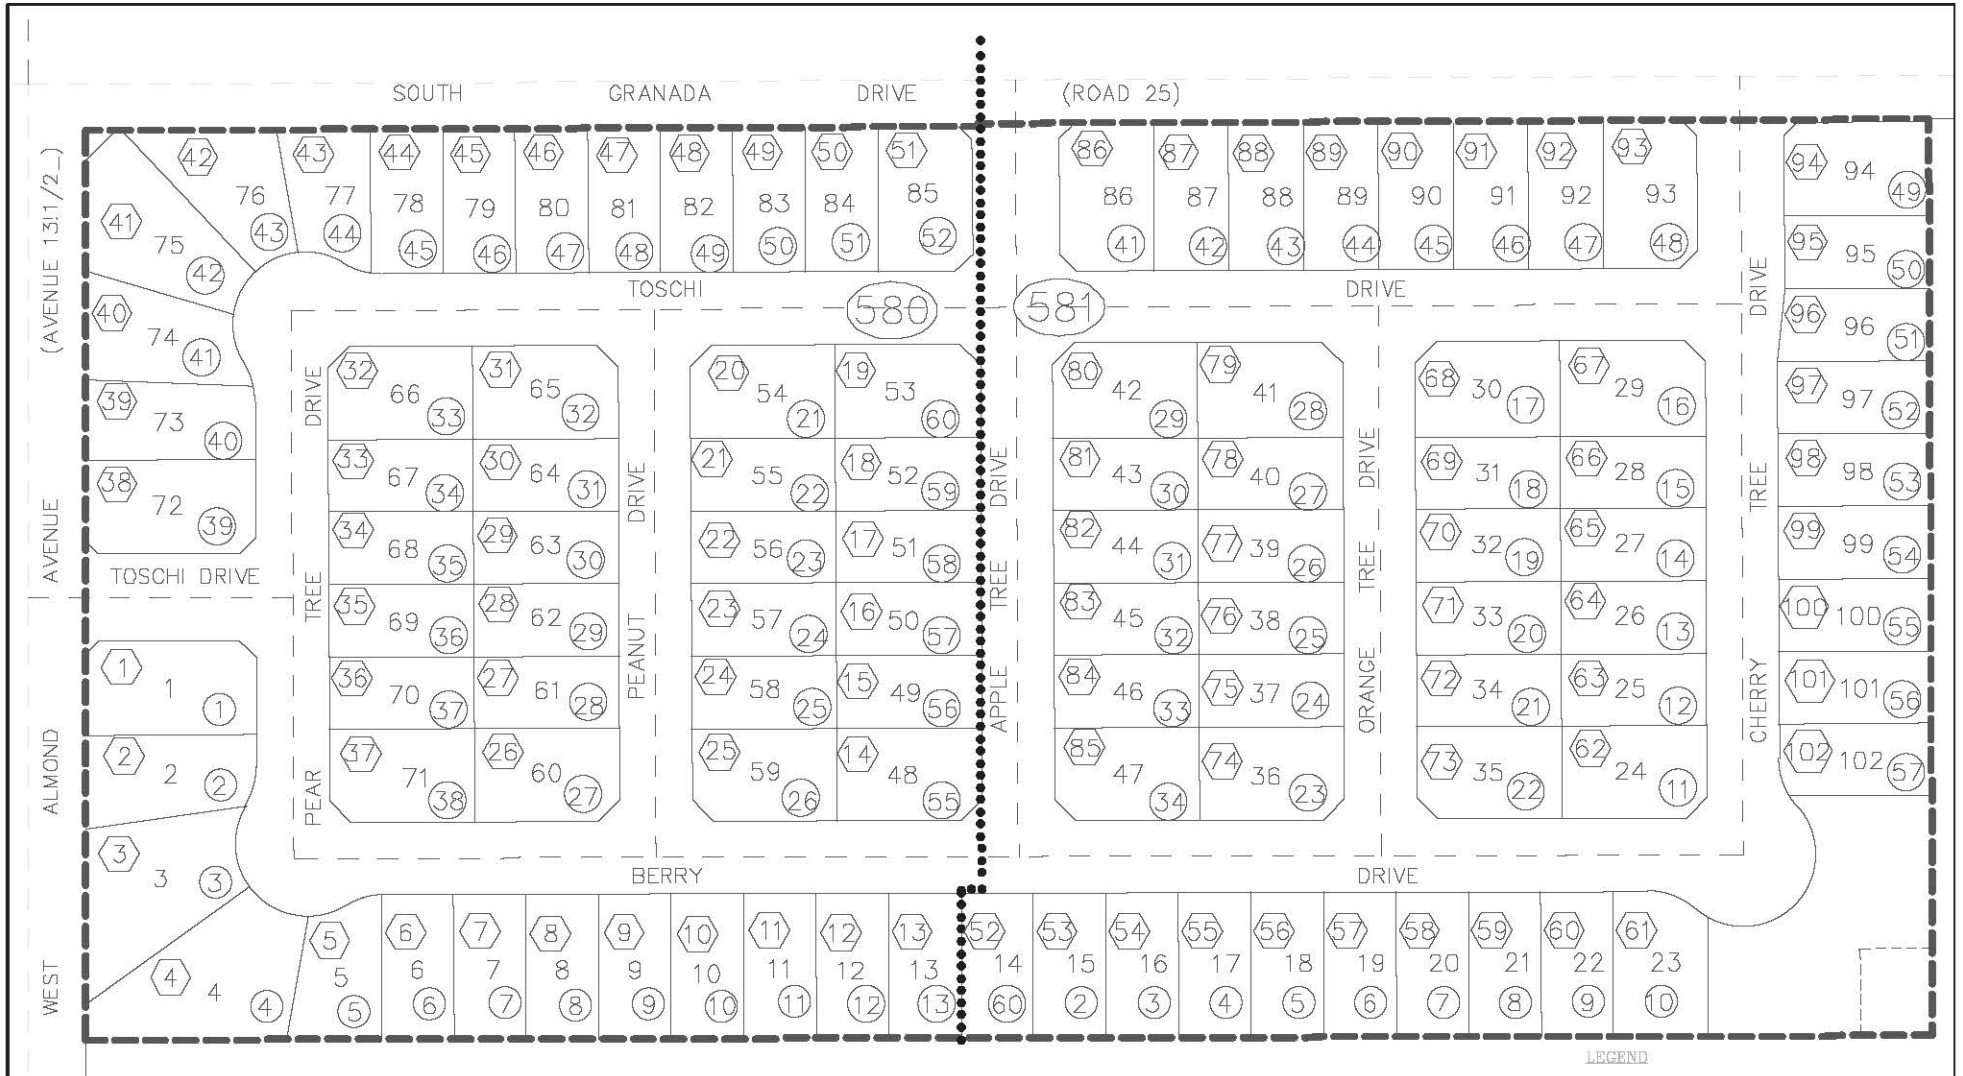 SOUTH GRANADA DRIVE (ROAD 25)
42 43 44 45 46 47 48 49 50 51 86 87 88 89 90 91 92 93 94
76 77 78 79 80 81 82 83 84 85 86 87 88 89 90 91 92 93 94 49
41 75 42 43 44 45 46 47 48 49 50 51 52 41 42 43 44 45 46 47 48 95 95 50
(AVENUE 13!1/2_)
TOSCHI DRIVE
580 581
DRIVE
40 74 41 96 96 51
32 66 33 31 65 32 20 54 21 19 53 60 80 42 29 79 41 28 68 30 17 67 29 16
39 73 40 97 97 52
DRIVE
33 67 34 30 64 31 21 55 22 18 52 59 81 43 30 78 40 27 69 31 18 66 28 15
38 72 39 98 98 53
DRIVE DRIVE DRIVE TREE
34 68 35 29 63 30 22 56 23 17 51 58 82 44 31 77 39 26 70 32 19 65 27 14
99 99 54
AVENUE
TOSCHI DRIVE
TREE TREE TREE
35 69 36 28 62 29 23 57 24 16 50 57 83 45 32 76 38 25 71 33 20 64 26 13
100 100 55
1 1 1
PEANUT APPLE ORANGE CHERRY
36 70 37 27 61 28 24 58 25 15 49 56 84 46 33 75 37 24 72 34 21 63 25 12
101 101 56
2 2 2
ALMOND
PEAR
37 71 38 26 60 27 25 59 26 14 48 55 85 47 34 74 36 23 73 35 22 62 24 11
102 102 57
3 3 3
BERRY DRIVE
4 4 4
5 6 7 8 9 10 11 12 13 52 53 54 55 56 57 58 59 60 61
5 6 7 8 9 10 11 12 13 14 15 16 17 18 19 20 21 22 23
5 6 7 8 9 10 11 12 13 60 2 3 4 5 6 7 8 9 10
WEST
LEGEND